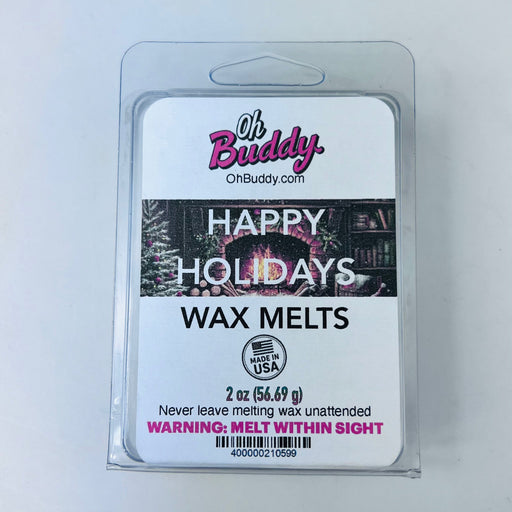 Oh
Buddy.
OhBuddy.com
HAPPY
HOLIDAYS
WAX MELTS
MADE IN
USA
2 oz (56.69 g)
Never leave melting wax unattended
WARNING: MELT WITHIN SIGHT
400000210599